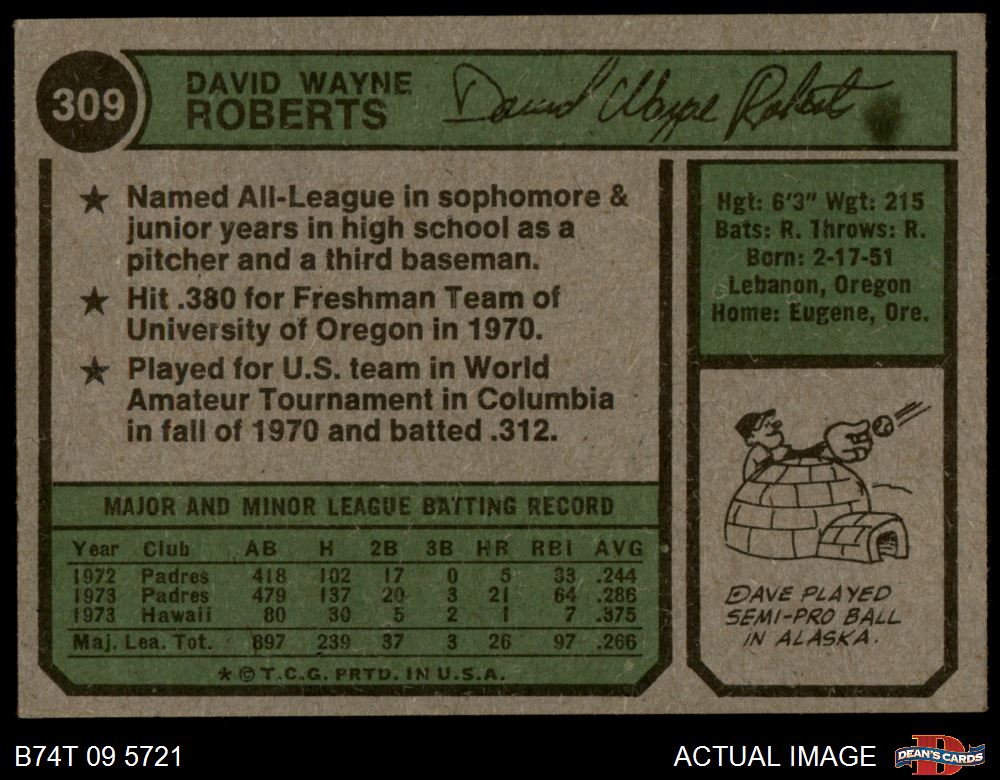 309
DAVID WAYNE
ROBERTS
David Wayne Roberts
★ Named All-League in sophomore &
junior years in high school as a
pitcher and a third baseman.
★ Hit .380 for Freshman Team of
University of Oregon in 1970.
★ Played for U.S. team in World
Amateur Tournament in Columbia
in fall of 1970 and batted .312.
Hgt: 6'3" Wgt: 215
Bats: R. Throws: R.
Born: 2-17-51
Lebanon, Oregon
Home: Eugene, Ore.
DAVE PLAYED
SEMI-PRO BALL
IN ALASKA.
MAJOR AND MINOR LEAGUE BATTING RECORD
Year Club AB H 2B 3B HR RBI AVG
1972 Padres 418 102 17 0 5 33 .244
1973 Padres 479 137 20 3 21 64 .286
1973 Hawaii 80 30 5 2 1 7 .375
Maj. Lea. Tot. 897 239 37 3 26 97 .266
* © T.C.G. PRTD. IN U.S.A.
B74T 09 5721
ACTUAL IMAGE
D
DEAN'S CARDS